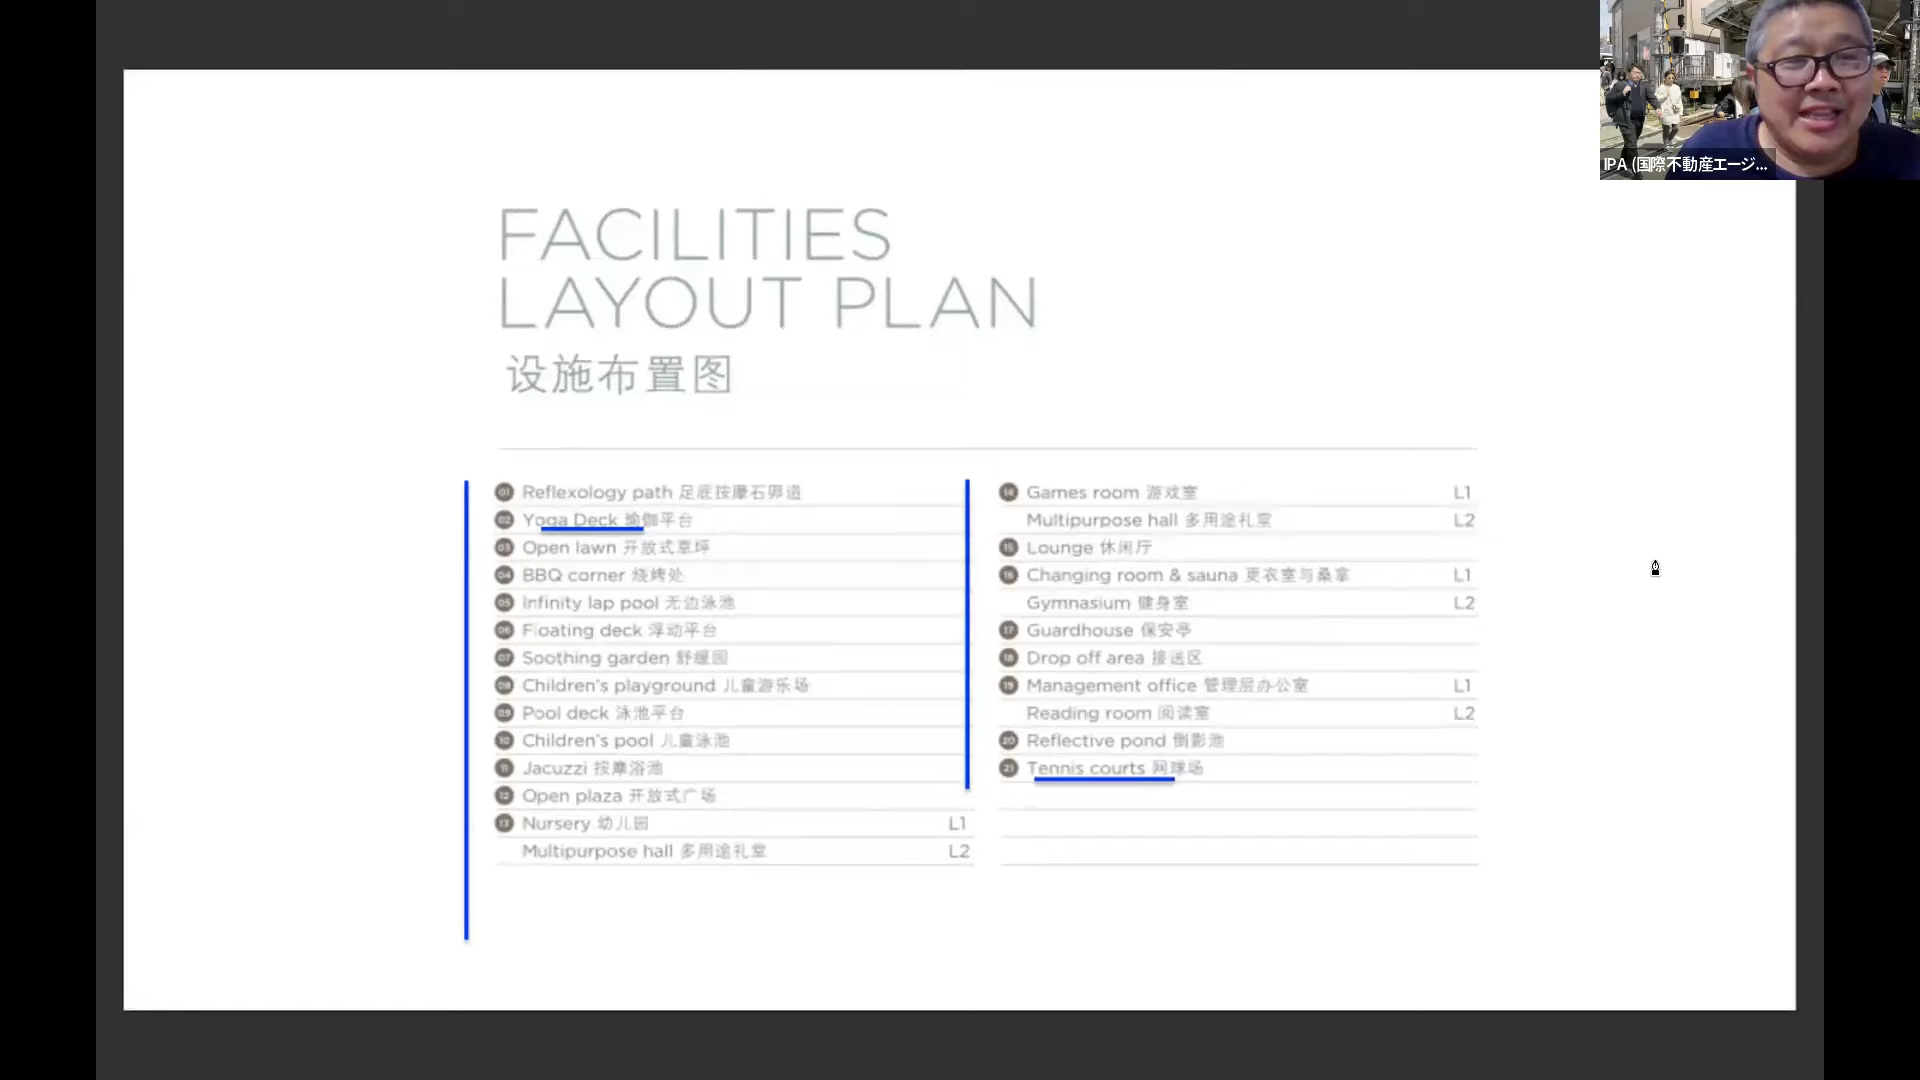 IPA (国際不動産エージ...
FACILITIES
LAYOUT PLAN
设施布置图
01 Reflexology path 足底按摩石卵道
02 Yoga Deck 瑜伽平台
03 Open lawn 开放式草坪
04 BBQ corner 烧烤处
05 Infinity lap pool 无边泳池
06 Floating deck 浮动平台
07 Soothing garden 舒缓园
08 Children's playground 儿童游乐场
09 Pool deck 泳池平台
10 Children's pool 儿童泳池
11 Jacuzzi 按摩浴池
12 Open plaza 开放式广场
13 Nursery 幼儿园 L1
Multipurpose hall 多用途礼堂 L2
14 Games room 游戏室 L1
Multipurpose hall 多用途礼堂 L2
15 Lounge 休闲厅
16 Changing room & sauna 更衣室与桑拿 L1
Gymnasium 健身室 L2
17 Guardhouse 保安亭
18 Drop off area 接送区
19 Management office 管理层办公室 L1
Reading room 阅读室 L2
20 Reflective pond 倒影池
21 Tennis courts 网球场